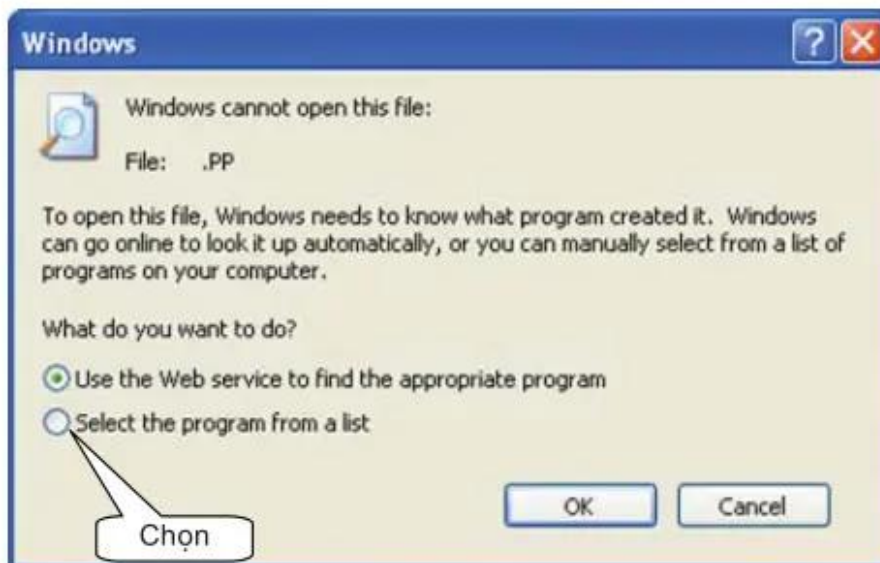 Windows
Windows cannot open this file:
File: .PP
To open this file, Windows needs to know what program created it. Windows
can go online to look it up automatically, or you can manually select from a list of
programs on your computer.
What do you want to do?
Use the Web service to find the appropriate program
Select the program from a list
OK Cancel
Chọn